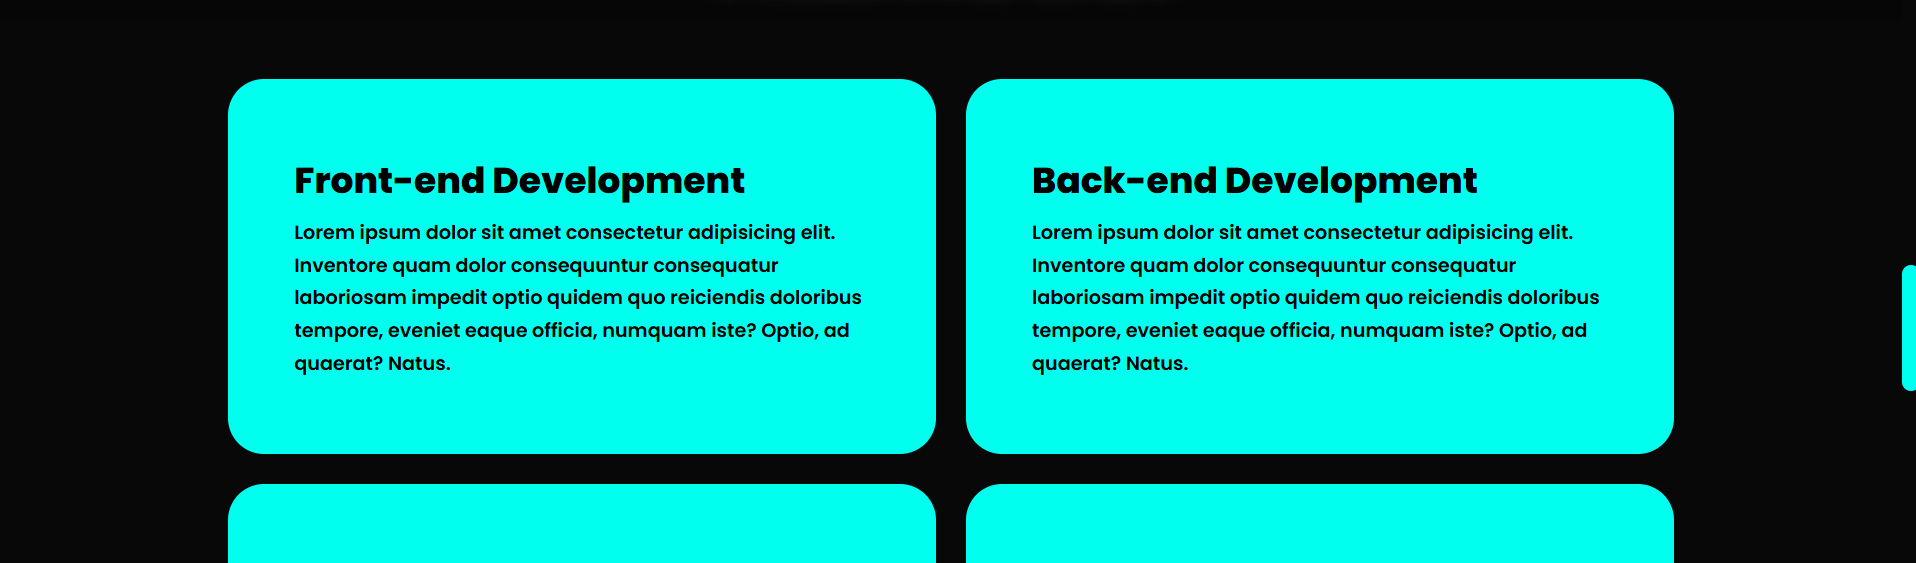 Front-end Development
Lorem ipsum dolor sit amet consectetur adipisicing elit.
Inventore quam dolor consequuntur consequatur
laboriosam impedit optio quidem quo reiciendis doloribus
tempore, eveniet eaque officia, numquam iste? Optio, ad
quaerat? Natus.
Back-end Development
Lorem ipsum dolor sit amet consectetur adipisicing elit.
Inventore quam dolor consequuntur consequatur
laboriosam impedit optio quidem quo reiciendis doloribus
tempore, eveniet eaque officia, numquam iste? Optio, ad
quaerat? Natus.